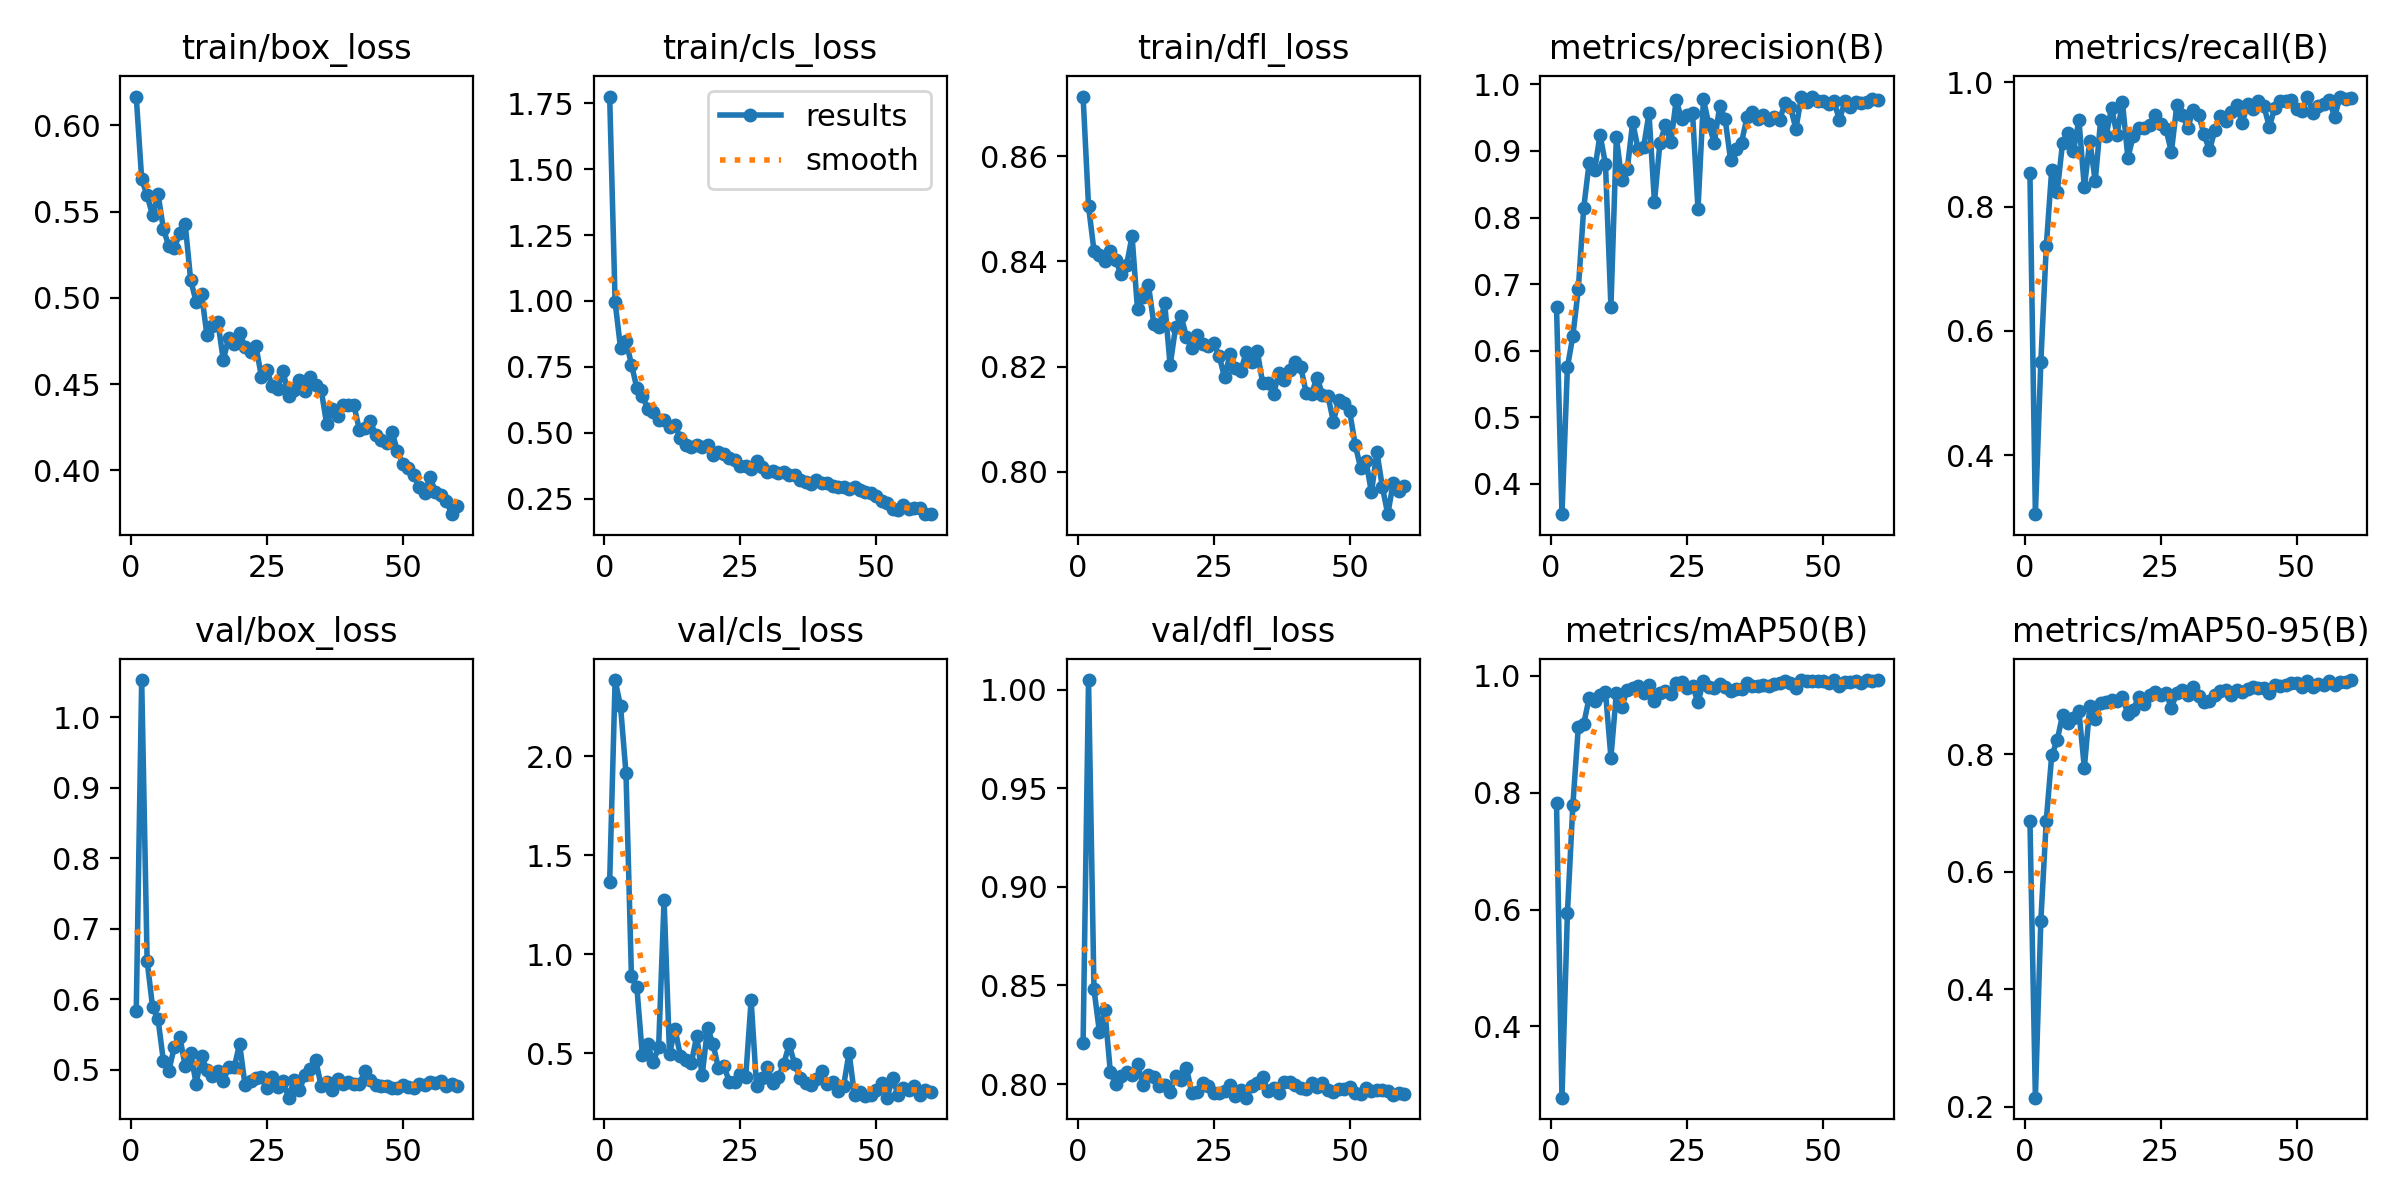 train/box_loss
0.60
0.55
0.50
0.45
0.40
0 25 50
train/cls_loss
results
smooth
1.75
1.50
1.25
1.00
0.75
0.50
0.25
0 25 50
train/dfl_loss
0.86
0.84
0.82
0.80
0 25 50
metrics/precision(B)
1.0
0.9
0.8
0.7
0.6
0.5
0.4
0 25 50
metrics/recall(B)
1.0
0.8
0.6
0.4
0 25 50
val/box_loss
1.0
0.9
0.8
0.7
0.6
0.5
0 25 50
val/cls_loss
2.0
1.5
1.0
0.5
0 25 50
val/dfl_loss
1.00
0.95
0.90
0.85
0.80
0 25 50
metrics/mAP50(B)
1.0
0.8
0.6
0.4
0 25 50
metrics/mAP50-95(B)
0.8
0.6
0.4
0.2
0 25 50